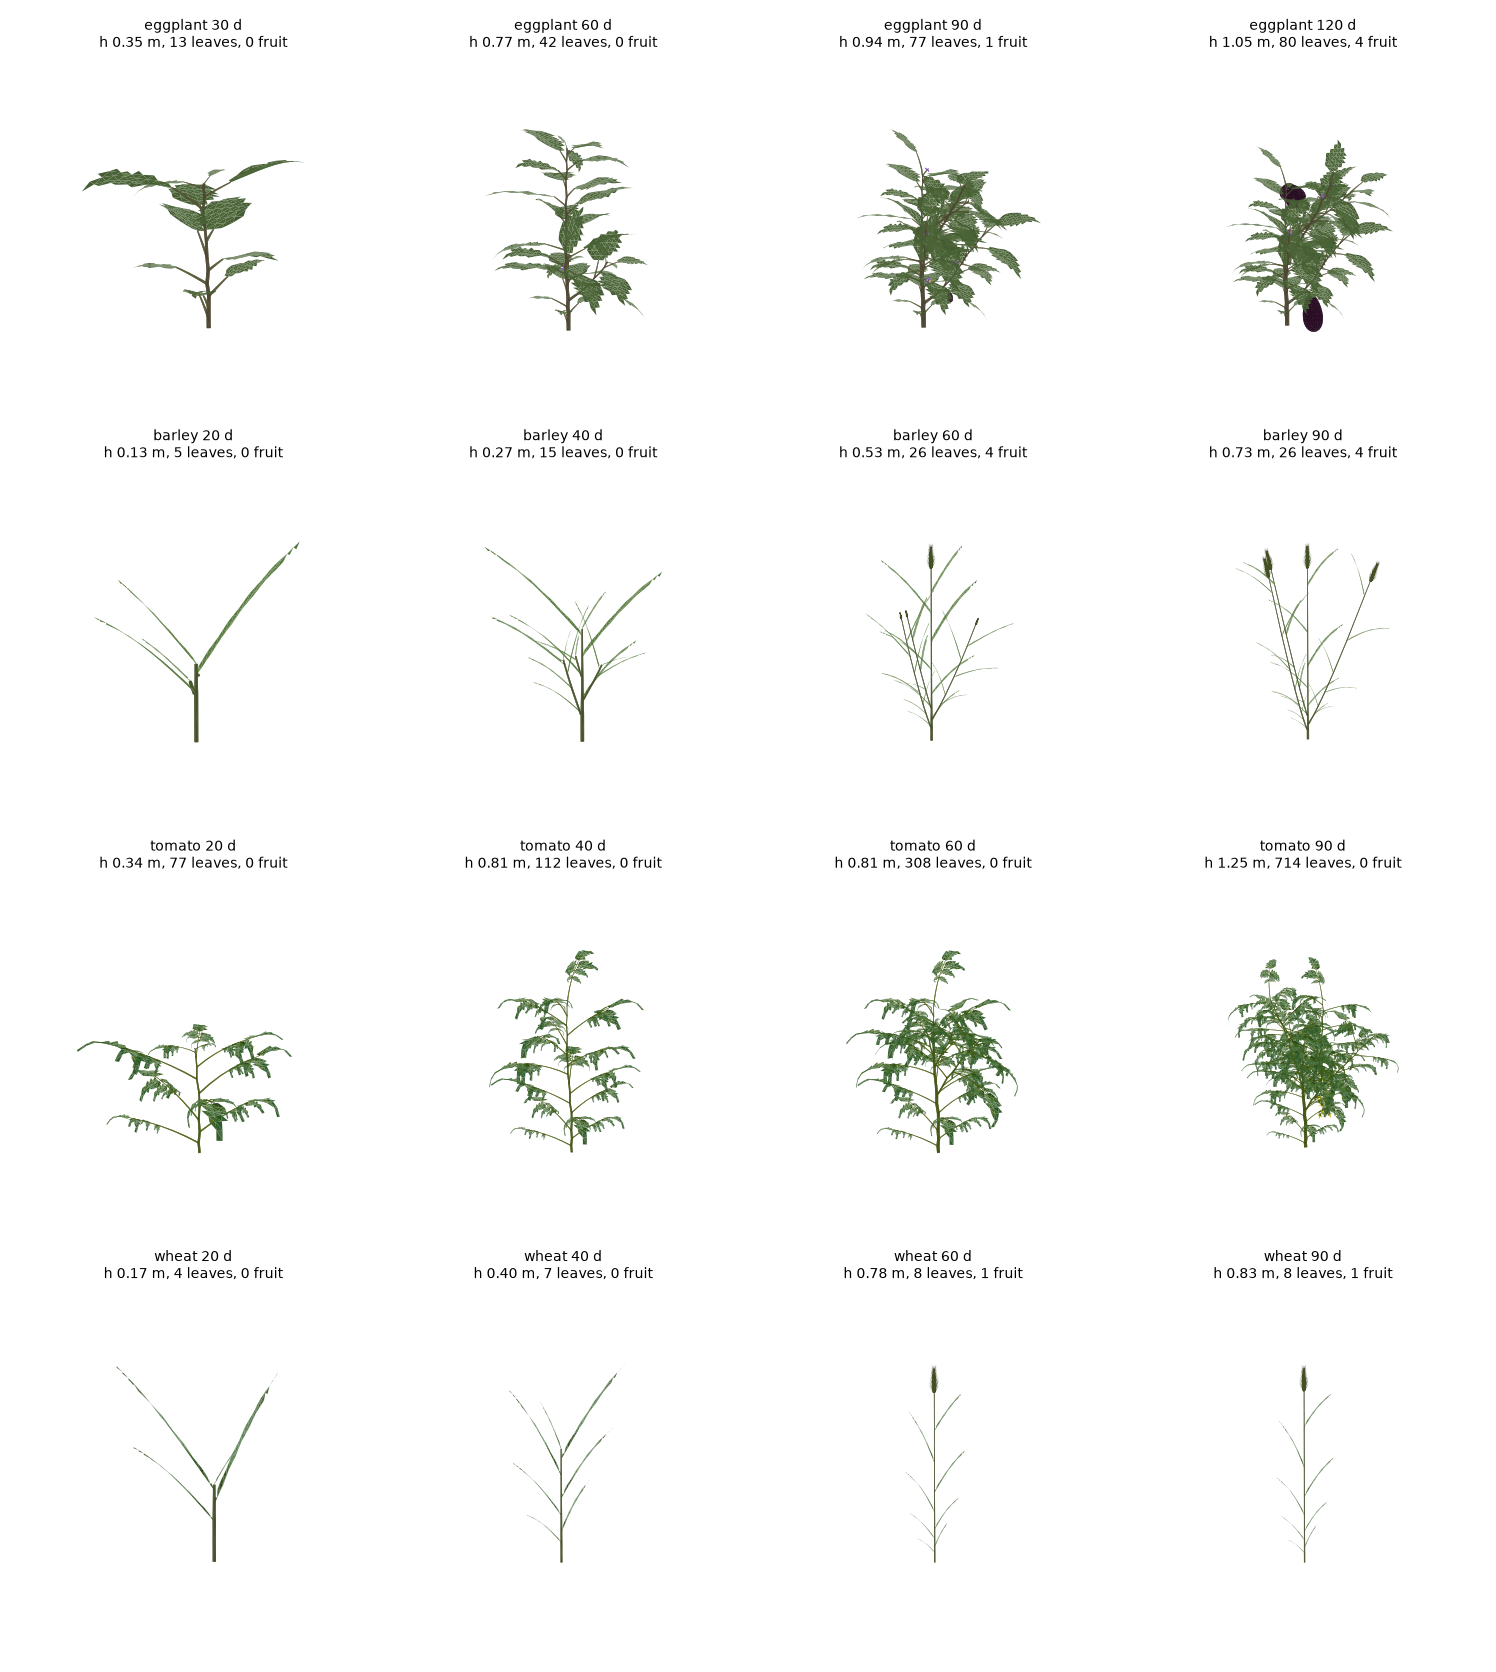 eggplant 30 d
h 0.35 m, 13 leaves, 0 fruit
eggplant 60 d
h 0.77 m, 42 leaves, 0 fruit
eggplant 90 d
h 0.94 m, 77 leaves, 1 fruit
eggplant 120 d
h 1.05 m, 80 leaves, 4 fruit
barley 20 d
h 0.13 m, 5 leaves, 0 fruit
barley 40 d
h 0.27 m, 15 leaves, 0 fruit
barley 60 d
h 0.53 m, 26 leaves, 4 fruit
barley 90 d
h 0.73 m, 26 leaves, 4 fruit
tomato 20 d
h 0.34 m, 77 leaves, 0 fruit
tomato 40 d
h 0.81 m, 112 leaves, 0 fruit
tomato 60 d
h 0.81 m, 308 leaves, 0 fruit
tomato 90 d
h 1.25 m, 714 leaves, 0 fruit
wheat 20 d
h 0.17 m, 4 leaves, 0 fruit
wheat 40 d
h 0.40 m, 7 leaves, 0 fruit
wheat 60 d
h 0.78 m, 8 leaves, 1 fruit
wheat 90 d
h 0.83 m, 8 leaves, 1 fruit